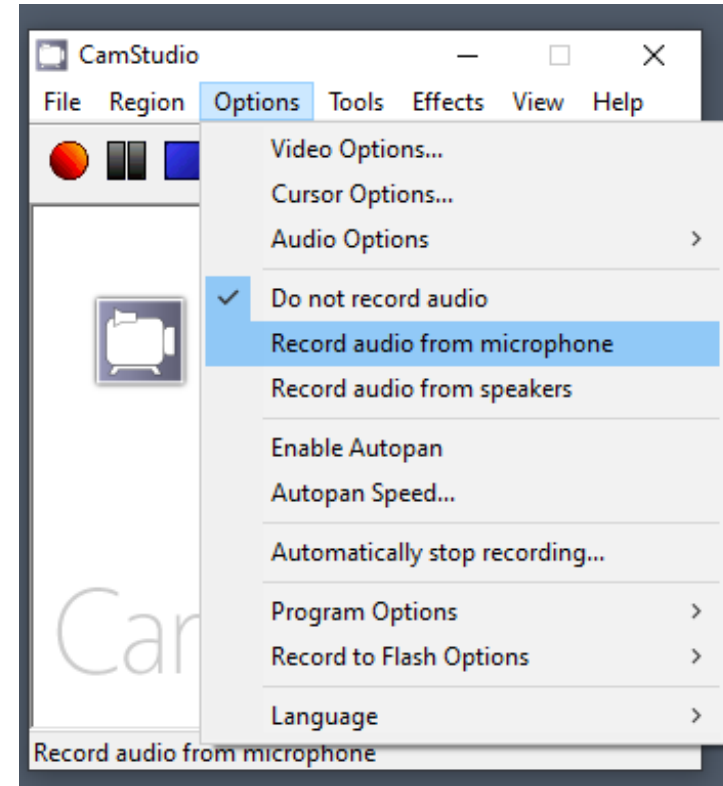 CamStudio
File Region Options Tools Effects View Help
Video Options...
Cursor Options...
Audio Options
Do not record audio
Record audio from microphone
Record audio from speakers
Enable Autopan
Autopan Speed...
Automatically stop recording...
Program Options
Record to Flash Options
Language
Record audio from microphone